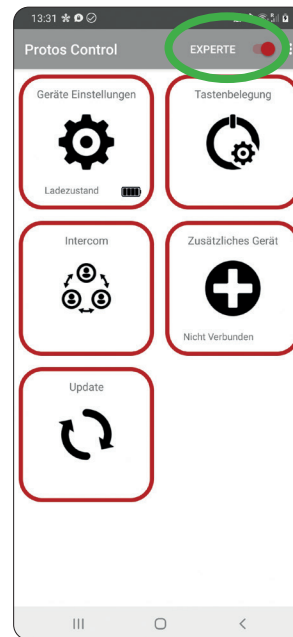 13:31
Protos Control EXPERTE
Geräte Einstellungen Tastenbelegung
Ladezustand
Intercom Zusätzliches Gerät
Nicht Verbunden
Update